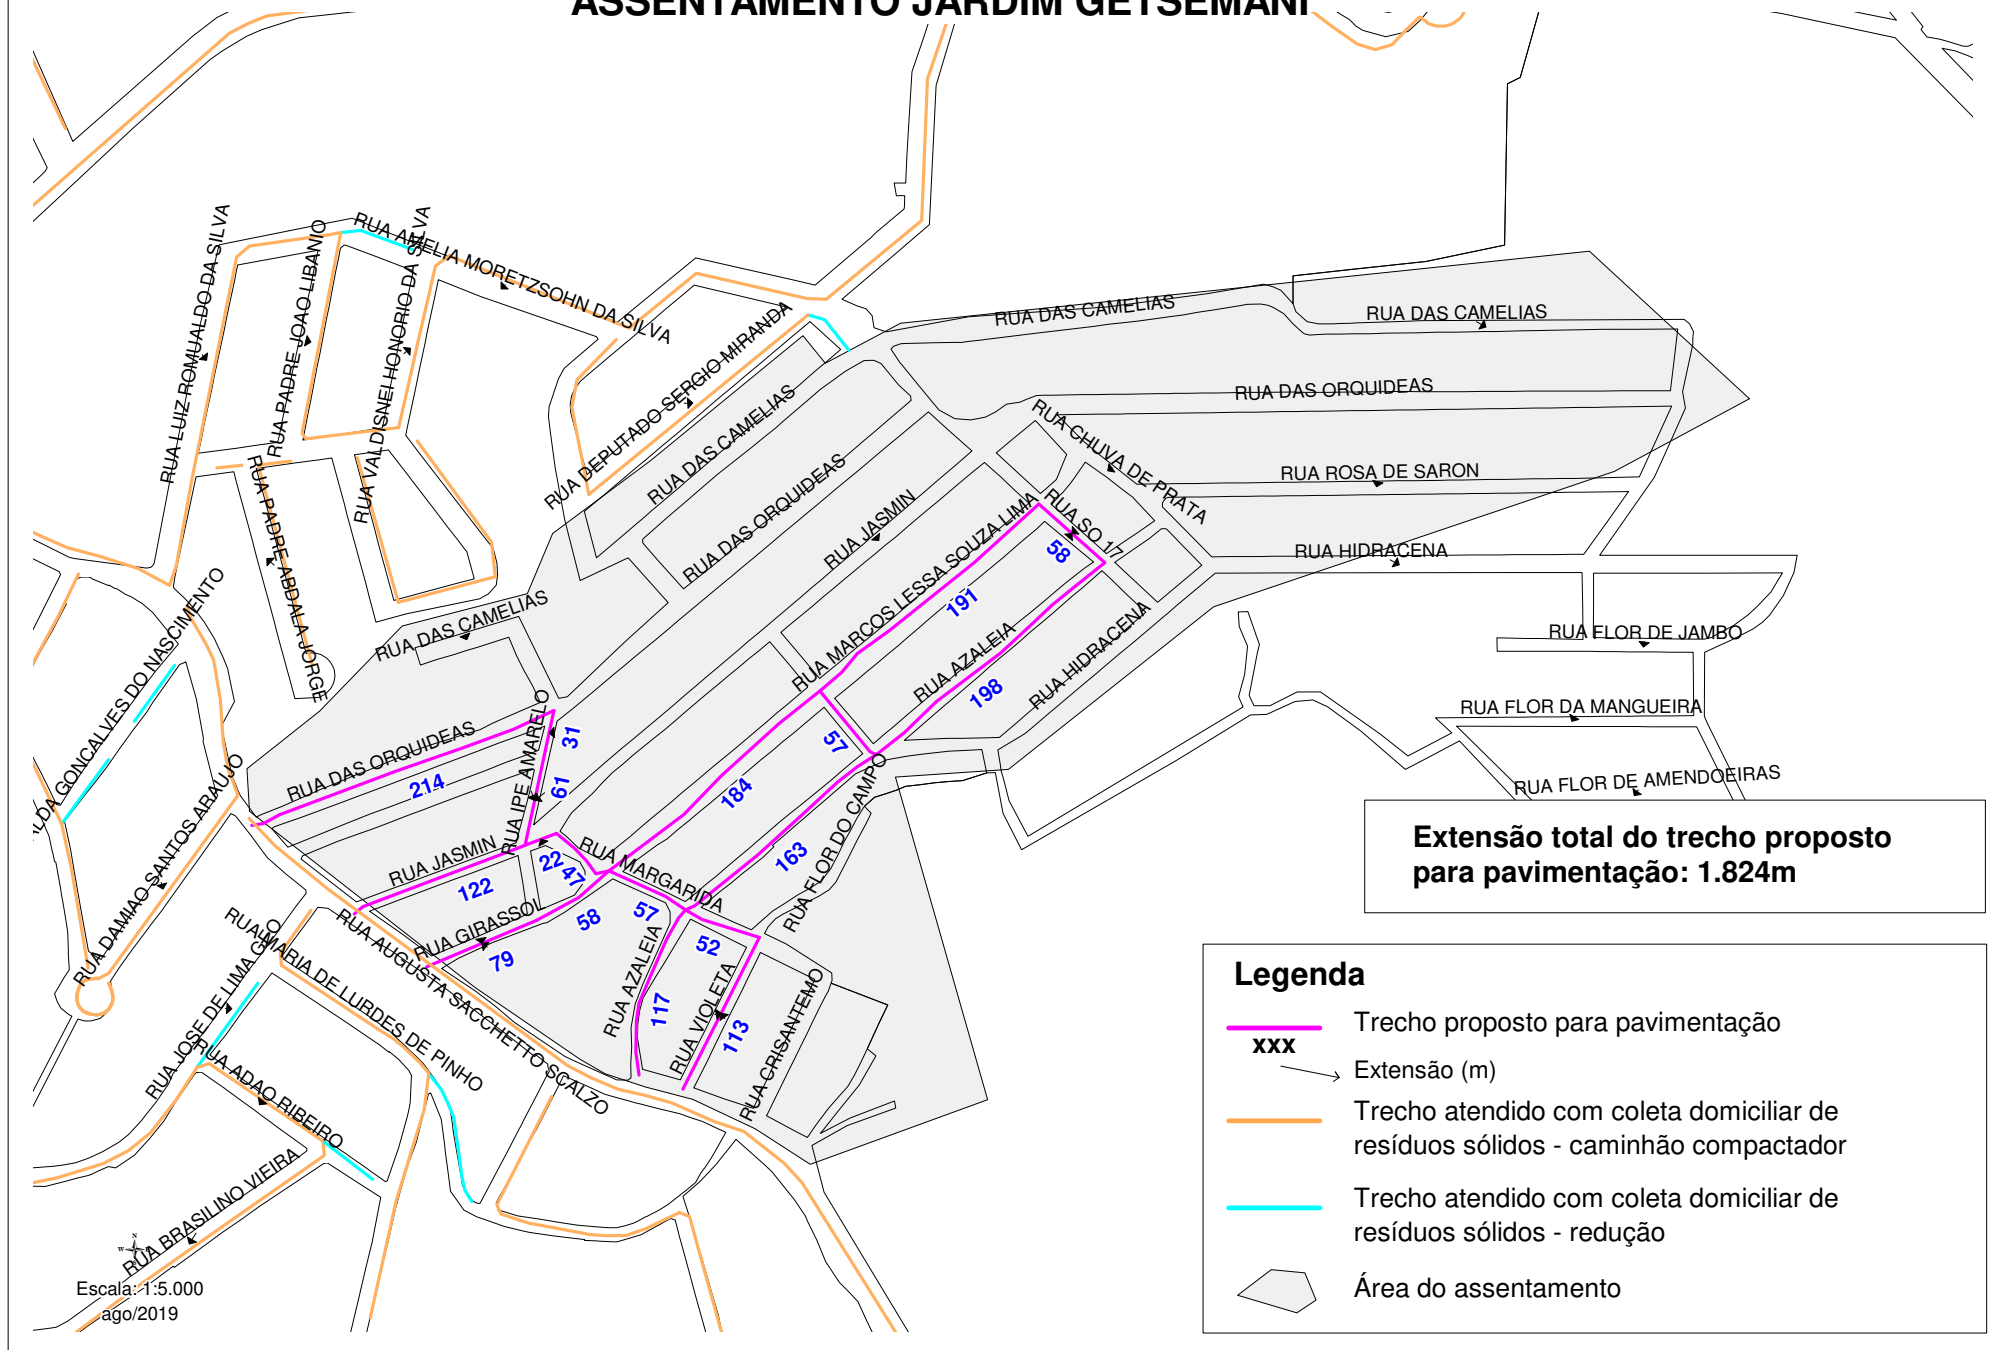 ASSENTAMENTO JARDIM GETSEMANI
RUA LUIZ ROMUALDO DA SILVA
RUA PADRE JOAO LIBANIO
RUA VALDISNEI HONORIO DA SILVA
RUA AMELIA MORETZSOHN DA SILVA
RUA DEPUTADO SERGIO MIRANDA
RUA DAS CAMELIAS
RUA DAS CAMELIAS
RUA DAS CAMELIAS
RUA DAS ORQUIDEAS
RUA CHUVA DE PRATA
RUA ROSA DE SARON
RUA DAS ORQUIDEAS
RUA JASMIN
RUA SO 17
58
RUA HIDRACENA
RUA PADRE ABDALA JORGE
RUA DAS CAMELIAS
RUA MARCOS LESSA SOUZA LIMA
191
RUA AZALEIA
198
RUA HIDRACENA
RUA FLOR DE JAMBO
RUA FLOR DA MANGUEIRA
RUA FLOR DE AMENDOEIRAS
ALDA GONCALVES DO NASCIMENTO
RUA DAMIAO SANTOS ARAUJO
RUA DAS ORQUIDEAS
214
RUA IPE AMARELO
31
61
57
184
163
RUA FLOR DO CAMPO
RUA JASMIN
122
22
47
RUA MARGARIDA
RUA GIRASSOL
79
58
57
52
RUA AZALEIA
117
RUA VIOLETA
113
RUA CRISANTEMO
RUA AUGUSTA SACCHETTO SCALZO
RUA MARIA DE LURDES DE PINHO
RUA JOSE DE LIMA
RUA ADAO RIBEIRO
RUA BRASILINO VIEIRA
N
W
Escala: 1:5.000
ago/2019
Extensão total do trecho proposto
para pavimentação: 1.824m
Legenda
Trecho proposto para pavimentação
xxx
Extensão (m)
Trecho atendido com coleta domiciliar de
resíduos sólidos - caminhão compactador
Trecho atendido com coleta domiciliar de
resíduos sólidos - redução
Área do assentamento